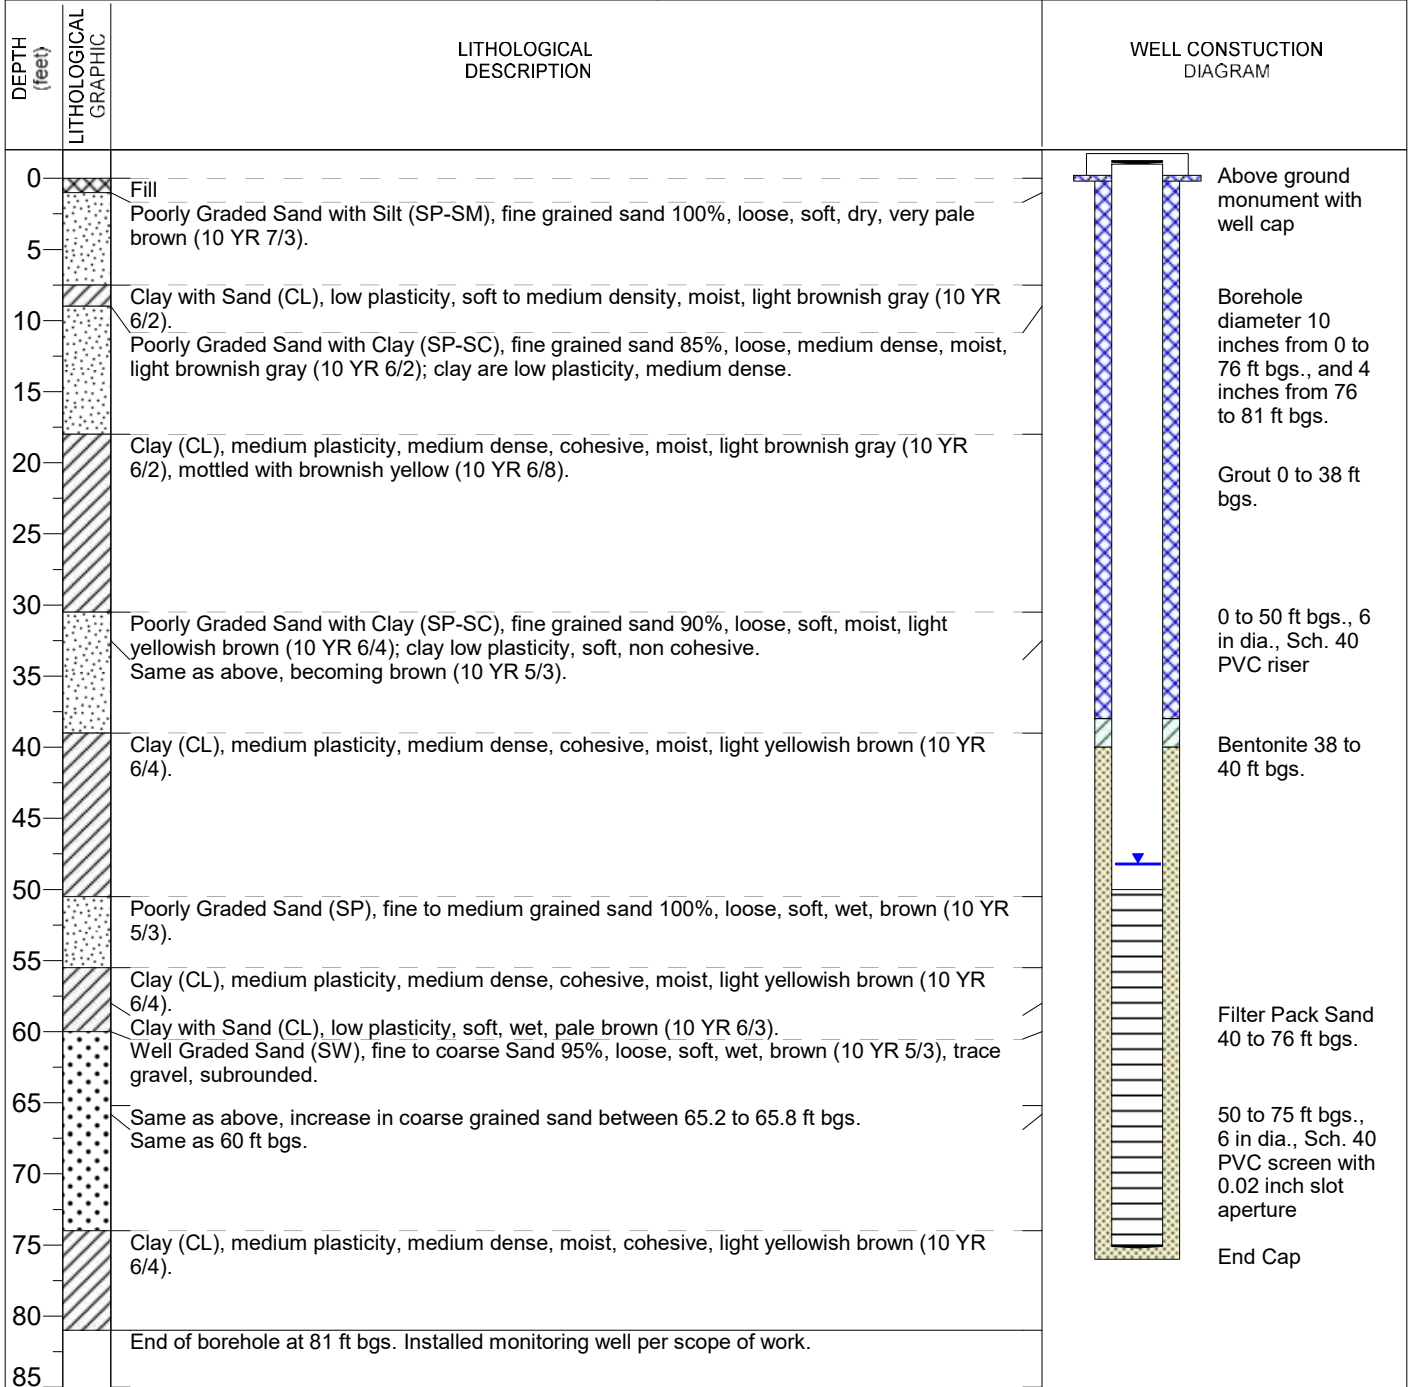 DEPTH
(feet)
LITHOLOGICAL
GRAPHIC
LITHOLOGICAL
DESCRIPTION
WELL CONSTUCTION
DIAGRAM
0
5
10
15
20
25
30
35
40
45
50
55
60
65
70
75
80
85
Fill
Poorly Graded Sand with Silt (SP-SM), fine grained sand 100%, loose, soft, dry, very pale
brown (10 YR 7/3).
Clay with Sand (CL), low plasticity, soft to medium density, moist, light brownish gray (10 YR
6/2).
Poorly Graded Sand with Clay (SP-SC), fine grained sand 85%, loose, medium dense, moist,
light brownish gray (10 YR 6/2); clay are low plasticity, medium dense.
Clay (CL), medium plasticity, medium dense, cohesive, moist, light brownish gray (10 YR
6/2), mottled with brownish yellow (10 YR 6/8).
Poorly Graded Sand with Clay (SP-SC), fine grained sand 90%, loose, soft, moist, light
yellowish brown (10 YR 6/4); clay low plasticity, soft, non cohesive.
Same as above, becoming brown (10 YR 5/3).
Clay (CL), medium plasticity, medium dense, cohesive, moist, light yellowish brown (10 YR
6/4).
Poorly Graded Sand (SP), fine to medium grained sand 100%, loose, soft, wet, brown (10 YR
5/3).
Clay (CL), medium plasticity, medium dense, cohesive, moist, light yellowish brown (10 YR
6/4).
Clay with Sand (CL), low plasticity, soft, wet, pale brown (10 YR 6/3).
Well Graded Sand (SW), fine to coarse Sand 95%, loose, soft, wet, brown (10 YR 5/3), trace
gravel, subrounded.
Same as above, increase in coarse grained sand between 65.2 to 65.8 ft bgs.
Same as 60 ft bgs.
Clay (CL), medium plasticity, medium dense, moist, cohesive, light yellowish brown (10 YR
6/4).
End of borehole at 81 ft bgs. Installed monitoring well per scope of work.
Above ground
monument with
well cap
Borehole
diameter 10
inches from 0 to
76 ft bgs., and 4
inches from 76
to 81 ft bgs.
Grout 0 to 38 ft
bgs.
0 to 50 ft bgs., 6
in dia., Sch. 40
PVC riser
Bentonite 38 to
40 ft bgs.
Filter Pack Sand
40 to 76 ft bgs.
50 to 75 ft bgs.,
6 in dia., Sch. 40
PVC screen with
0.02 inch slot
aperture
End Cap